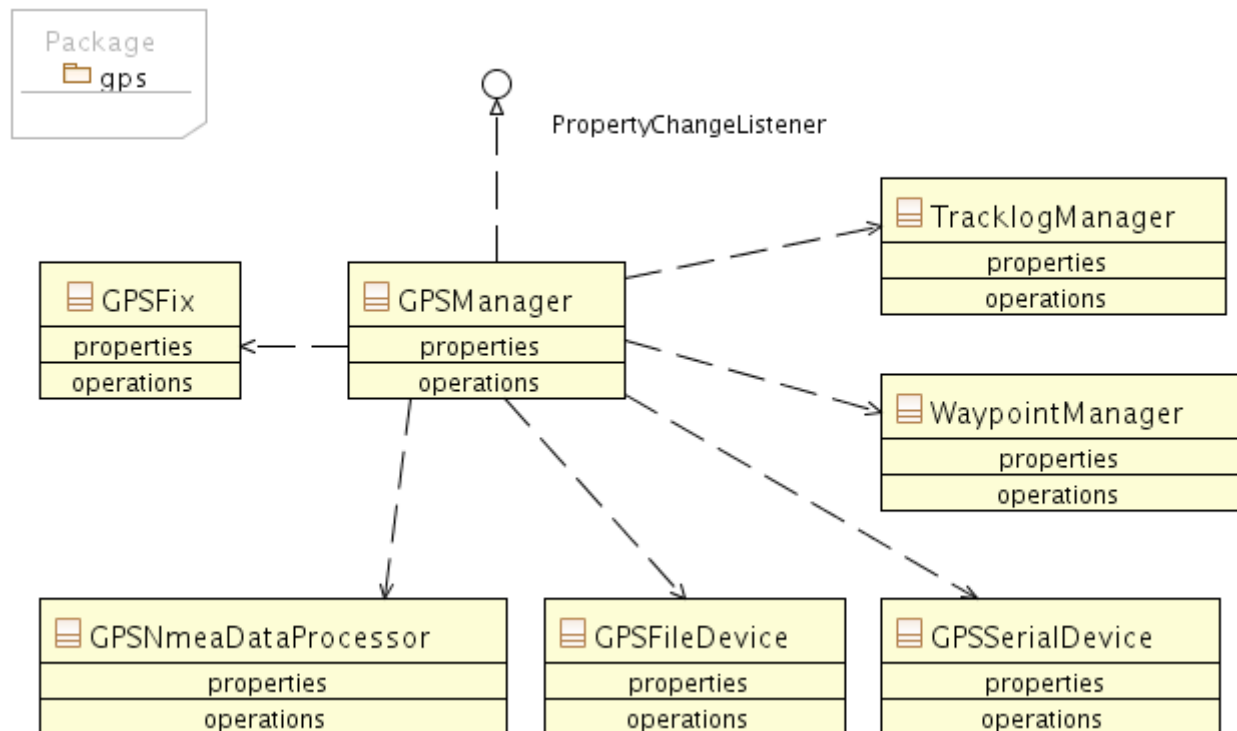 Package
gps
PropertyChangeListener
TracklogManager
properties
operations
GPSFix
properties
operations
GPSManager
properties
operations
WaypointManager
properties
operations
GPSNmeaDataProcessor
properties
operations
GPSFileDevice
properties
operations
GPSSerialDevice
properties
operations